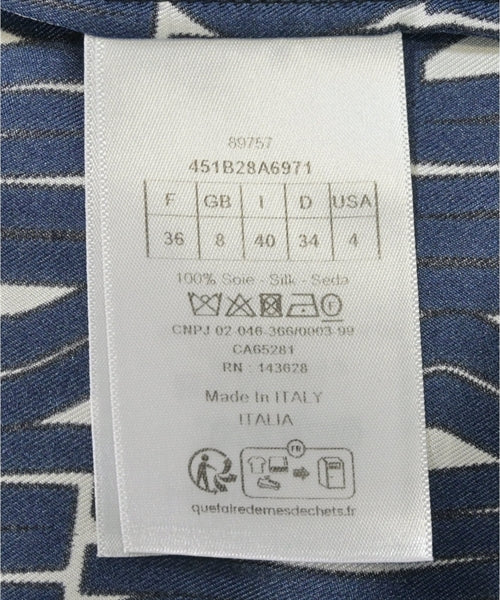 89757
451B28A6971
F GB I D USA
36 8 40 34 4
100% Soie - Silk - Seda
F
CNPJ 02-046-366/0003-99
CA65281
RN : 143628
Made In ITALY
ITALIA
FR
quefairedemesdechets.fr